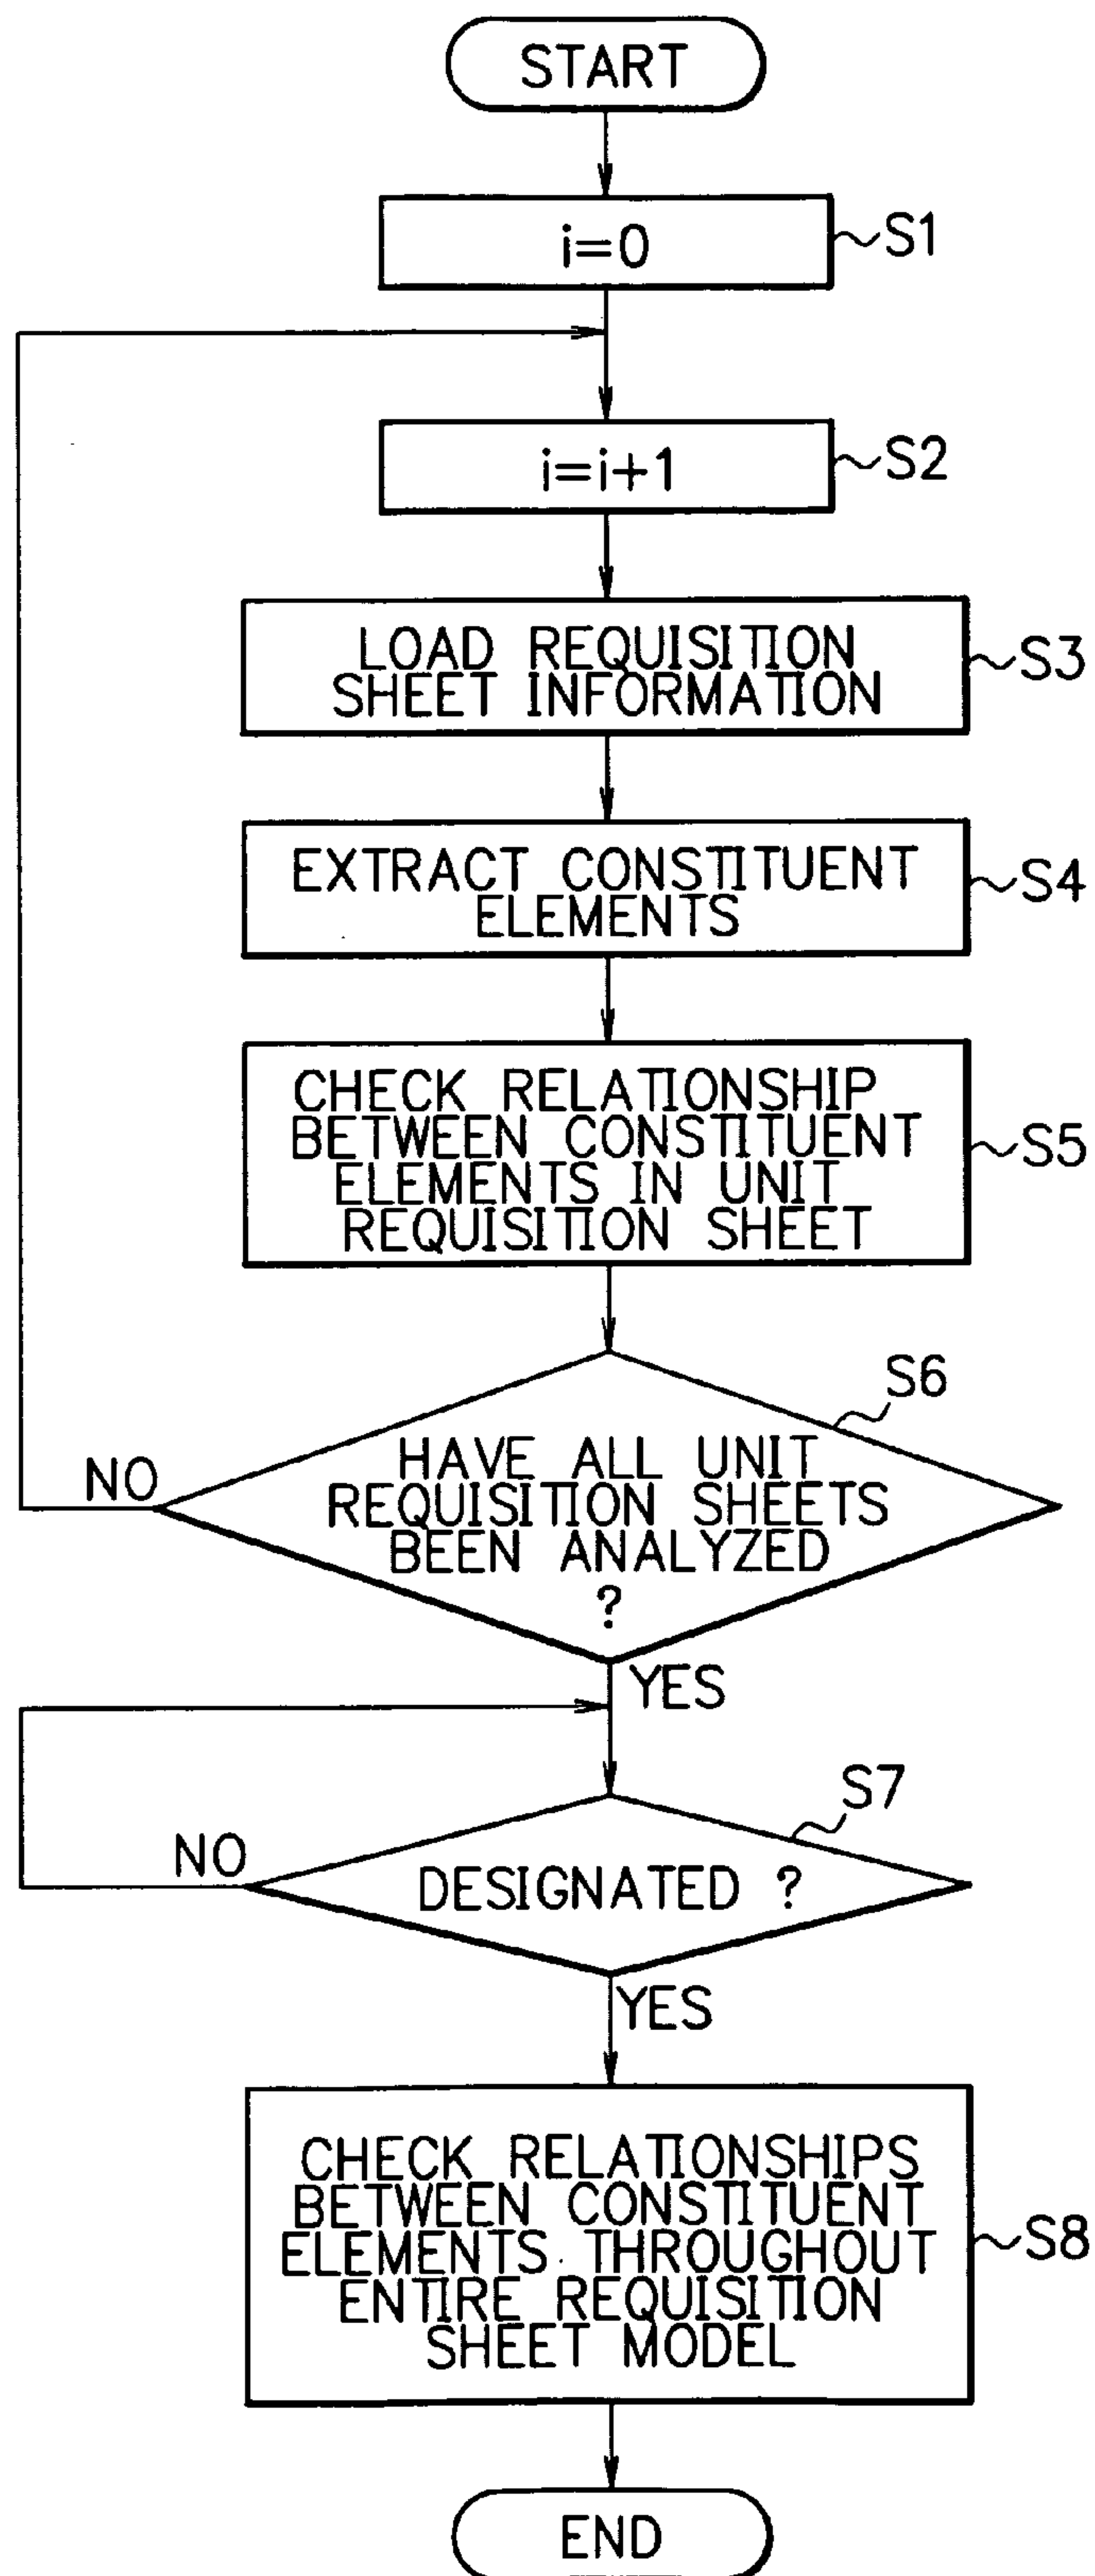 START
i=0
S1
i=i+1
S2
LOAD REQUISITION
SHEET INFORMATION
S3
EXTRACT CONSTITUENT
ELEMENTS
S4
CHECK RELATIONSHIP
BETWEEN CONSTITUENT
ELEMENTS IN UNIT
REQUISITION SHEET
S5
S6
HAVE ALL UNIT
REQUISITION SHEETS
BEEN ANALYZED
?
NO
YES
S7
DESIGNATED ?
NO
YES
CHECK RELATIONSHIPS
BETWEEN CONSTITUENT
ELEMENTS THROUGHOUT
ENTIRE REQUISITION
SHEET MODEL
S8
END